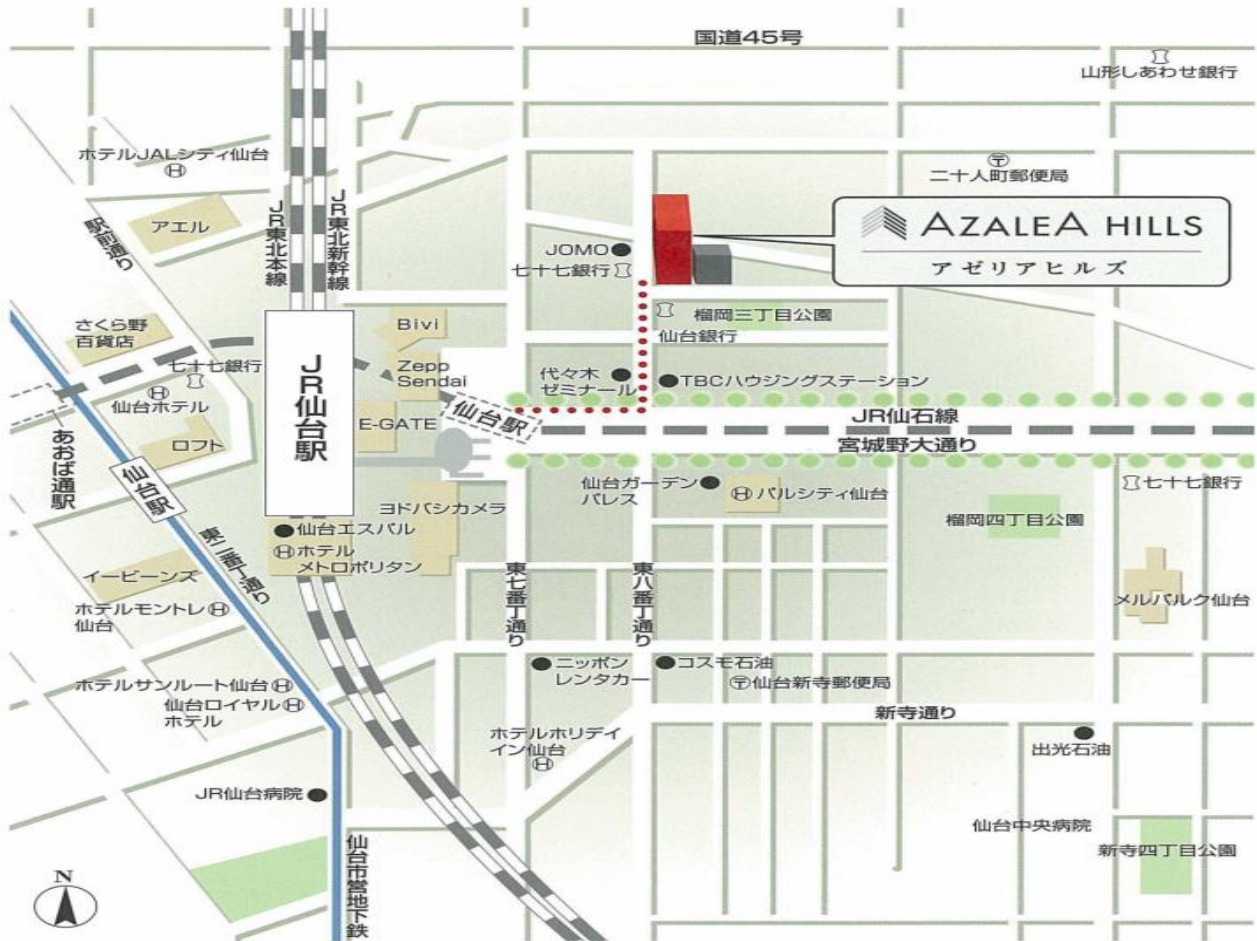 国道45号
山形しあわせ銀行
ホテルJALシティ仙台
二十人町郵便局
アエル
駅前通り
JR東北本線
JR東北新幹線
AZALEA HILLS
アゼリアヒルズ
JOMO
七十七銀行
さくら野
百貨店
Bivi
榴岡三丁目公園
仙台銀行
七十七銀行
JR仙台駅
Zepp
Sendai
代々木
ゼミナール
TBCハウジングステーション
仙台ホテル
仙台駅
JR仙石線
E-GATE
ロフト
宮城野大通り
あおば通駅
仙台駅
仙台ガーデン
パレス
パルシティ仙台
七十七銀行
ヨドバシカメラ
榴岡四丁目公園
仙台エスパル
ホテル
メトロポリタン
東二番丁通り
イービーンズ
東七番丁通り
東八番丁通り
ホテルモントレ
仙台
メルパルク仙台
ニッポン
レンタカー
コスモ石油
仙台新寺郵便局
ホテルサンルート仙台
仙台ロイヤル
ホテル
新寺通り
ホテルホリデイ
イン仙台
出光石油
JR仙台病院
仙台中央病院
新寺四丁目公園
仙台市営地下鉄
N